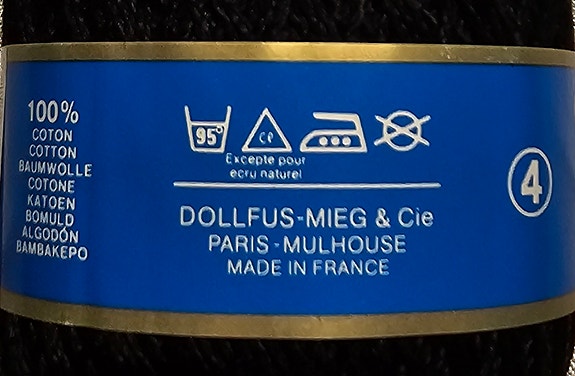 100%
COTON
COTTON
BAUMWOLLE
COTONE
KATOEN
BOMULD
ALGODÓN
BAMBAKEPO
95°
CP
Excepte pour
ecru naturel
DOLLFUS-MIEG & Cie
PARIS-MULHOUSE
MADE IN FRANCE
4